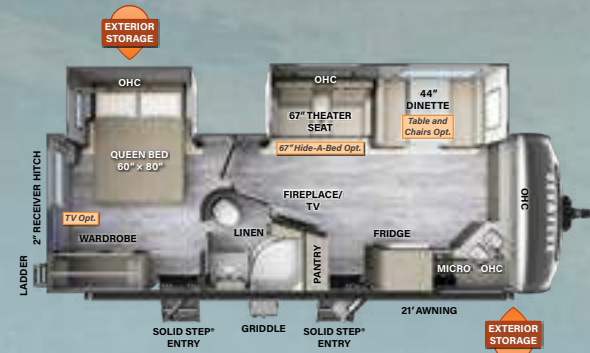 EXTERIOR
STORAGE
OHC
OHC
44"
DINETTE
Table and
Chairs Opt.
67" THEATER
SEAT
67" Hide-A-Bed Opt.
QUEEN BED
60" × 80"
2" RECEIVER HITCH
FIREPLACE/
TV
OHC
TV Opt.
WARDROBE
LINEN
FRIDGE
PANTRY
LADDER
MICRO
OHC
21' AWNING
SOLID STEP®
ENTRY
GRIDDLE
SOLID STEP®
ENTRY
EXTERIOR
STORAGE